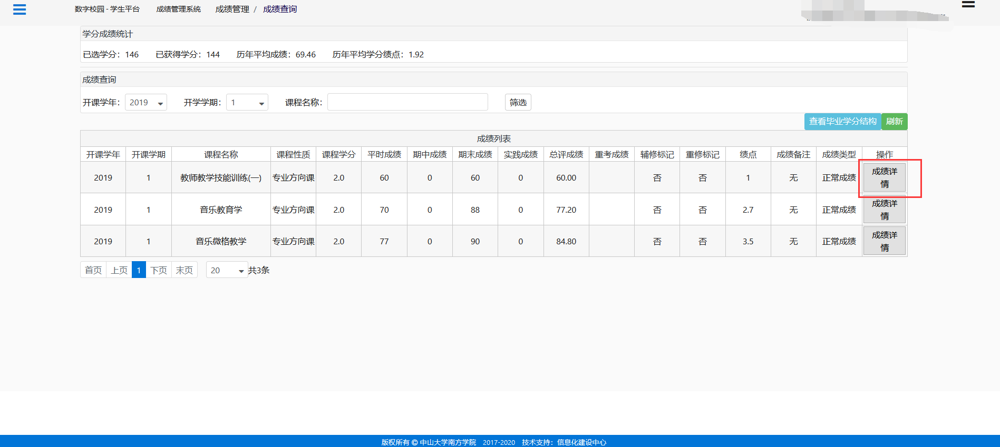 数字校园 - 学生平台 成绩管理系统 成绩管理 / 成绩查询
学分成绩统计
已选学分：146 已获得学分：144 历年平均成绩：69.46 历年平均学分绩点：1.92
成绩查询
开课学年： 2019 开学学期： 1 课程名称： 筛选
查看毕业学分结构 刷新
成绩列表
开课学年 开课学期 课程名称 课程性质 课程学分 平时成绩 期中成绩 期末成绩 实践成绩 总评成绩 重考成绩 辅修标记 重修标记 绩点 成绩备注 成绩类型 操作
2019 1 教师教学技能训练(一) 专业方向课 2.0 60 0 60 0 60.00 否 否 1 无 正常成绩 成绩详情
2019 1 音乐教育学 专业方向课 2.0 70 0 88 0 77.20 否 否 2.7 无 正常成绩 成绩详情
2019 1 音乐微格教学 专业方向课 2.0 77 0 90 0 84.80 否 否 3.5 无 正常成绩 成绩详情
首页 上页 1 下页 末页 20 共3条
版权所有 © 中山大学南方学院 2017-2020 技术支持：信息化建设中心